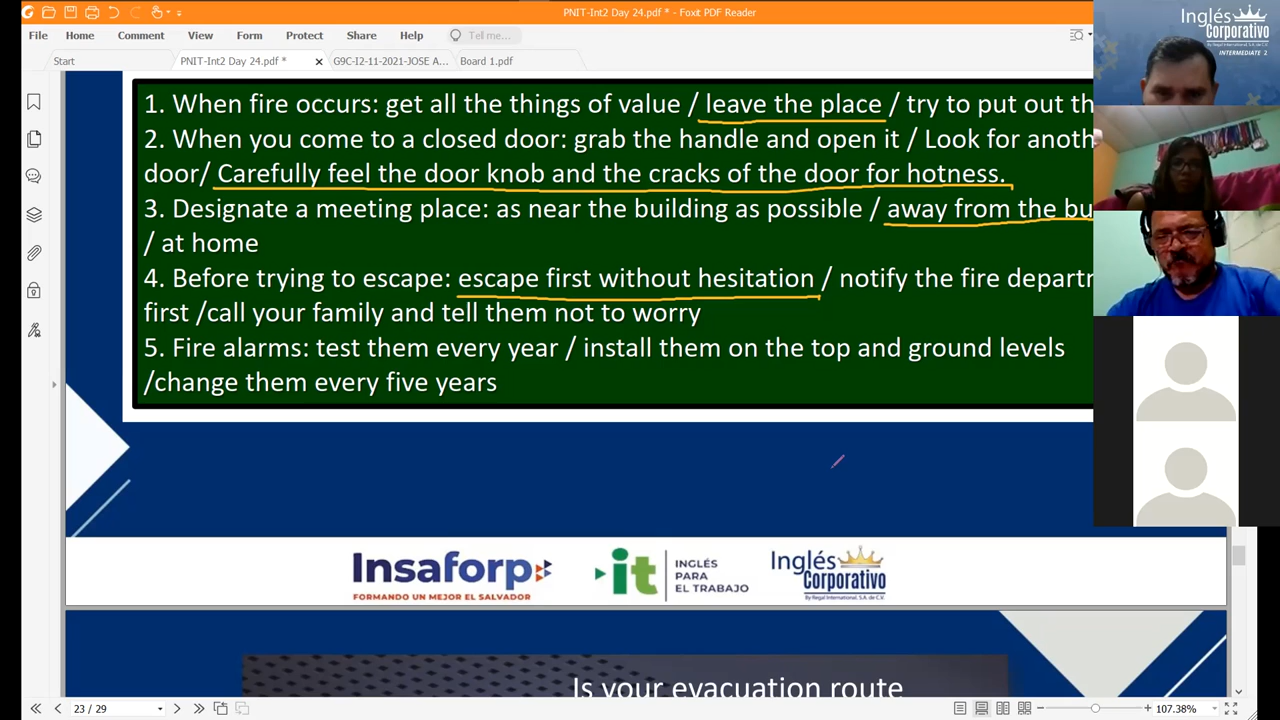 PNIT-Int2 Day 24.pdf * - Foxit PDF Reader
File Home Comment View Form Protect Share Help Tell me...
Start PNIT-Int2 Day 24.pdf * G9C-I2-11-2021-JOSE A... Board 1.pdf
Inglés
Corporativo
By Regal International, S.A. de C.V.
INTERMEDIATE 2
1. When fire occurs: get all the things of value / leave the place / try to put out th
2. When you come to a closed door: grab the handle and open it / Look for anoth
door/ Carefully feel the door knob and the cracks of the door for hotness.
3. Designate a meeting place: as near the building as possible / away from the bu
/ at home
4. Before trying to escape: escape first without hesitation / notify the fire departr
first /call your family and tell them not to worry
5. Fire alarms: test them every year / install them on the top and ground levels
/change them every five years
Insaforp
FORMANDO UN MEJOR EL SALVADOR
it
INGLÉS
PARA
EL TRABAJO
Inglés
Corporativo
By Regal International, S.A. de C.V.
Is your evacuation route
23 / 29
107.38%